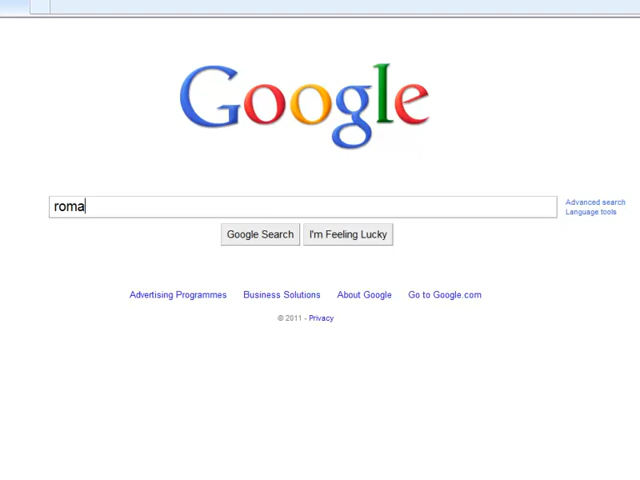 Google
roma
Advanced search
Language tools
Google Search I'm Feeling Lucky
Advertising Programmes Business Solutions About Google Go to Google.com
© 2011 - Privacy